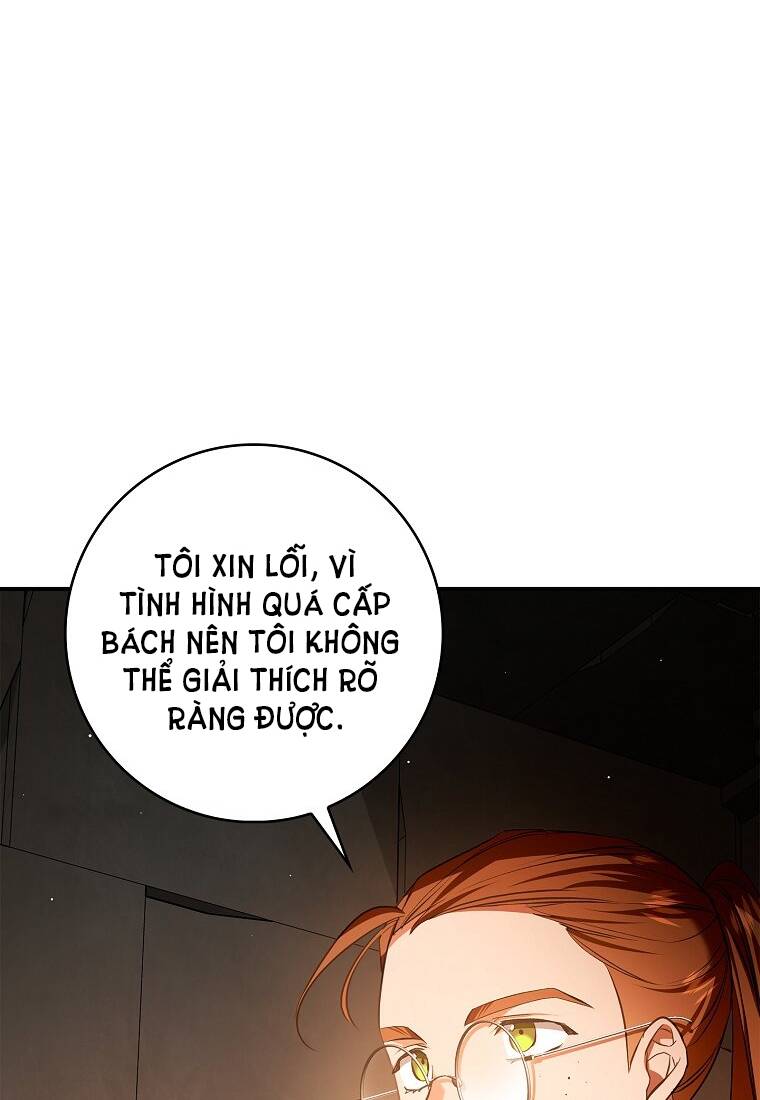 TÔI XIN LỖI, VÌ
TÌNH HÌNH QUÁ CẤP
BÁCH NÊN TÔI KHÔNG
THỂ GIẢI THÍCH RÕ
RÀNG ĐƯỢC.